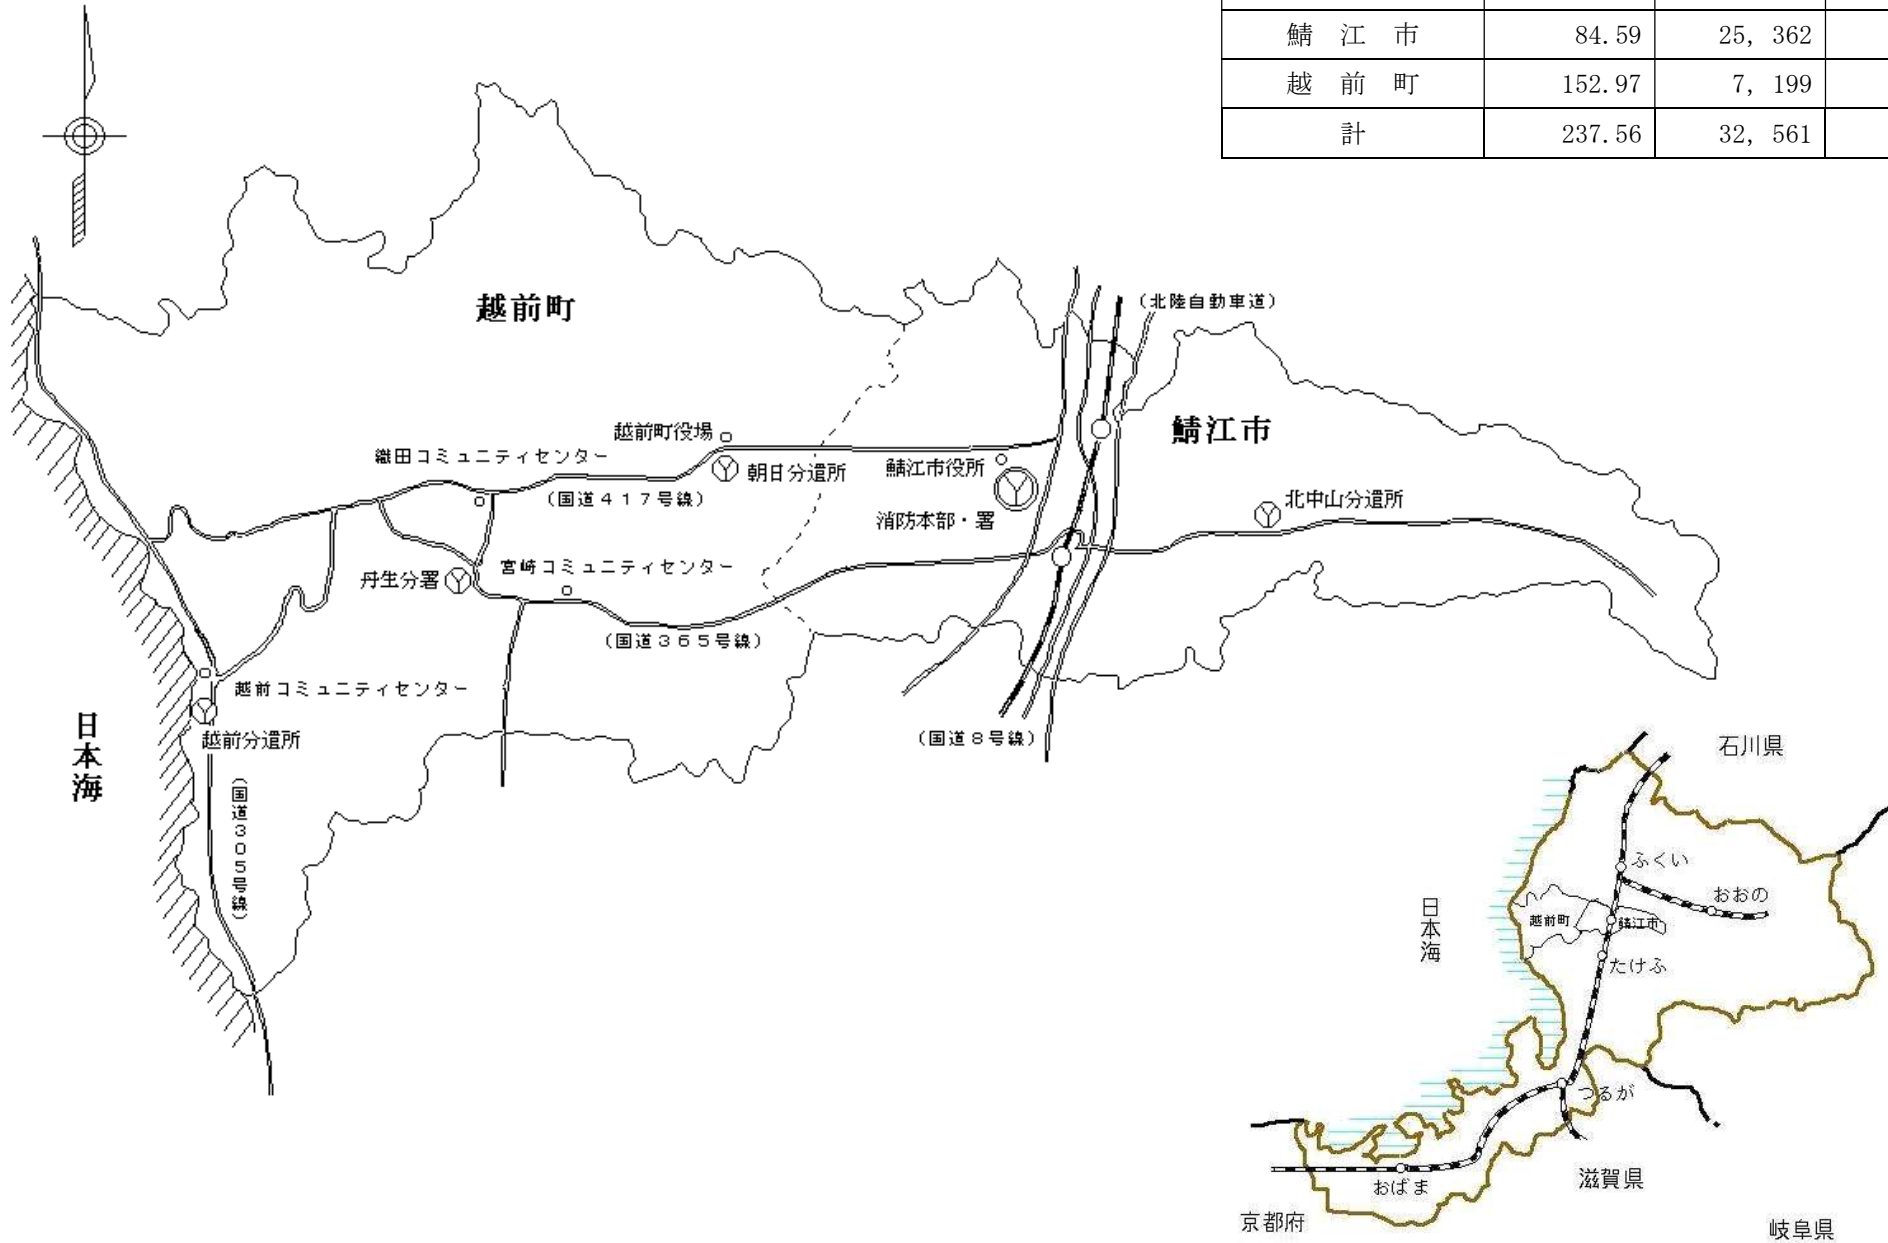 鯖江市 84.59 25, 362
越前町 152.97 7, 199
計 237.56 32, 561
越前町
（北陸自動車道）
鯖江市
越前町役場
織田コミュニティセンター
朝日分遣所
鯖江市役所
（国道４１７号線）
北中山分遣所
消防本部・署
宮崎コミュニティセンター
丹生分署
（国道３６５号線）
越前コミュニティセンター
越前分遣所
（国道８号線）
日本海
（国道３０５号線）
石川県
ふくい
おおの
日本海
越前町
鯖江市
たけふ
つるが
おばま
滋賀県
京都府
岐阜県